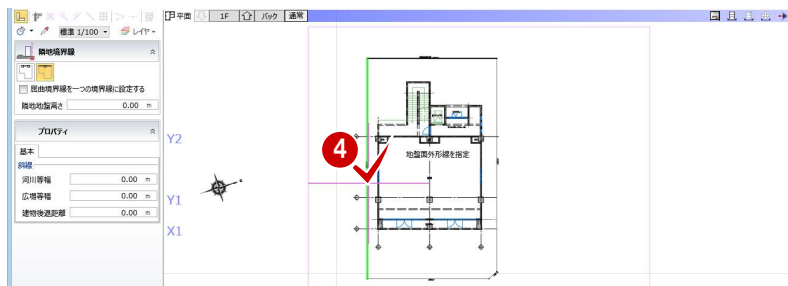 平面 1F バック 通常
標準 1/100 レイヤ
隣地境界線
屈曲境界線を一つの境界線に設定する
隣地地盤高さ 0.00 m
プロパティ
基本
斜線
河川等幅 0.00 m
広場等幅 0.00 m
建物後退距離 0.00 m
Y2
Y1
X1
4
地盤面外形線を指定